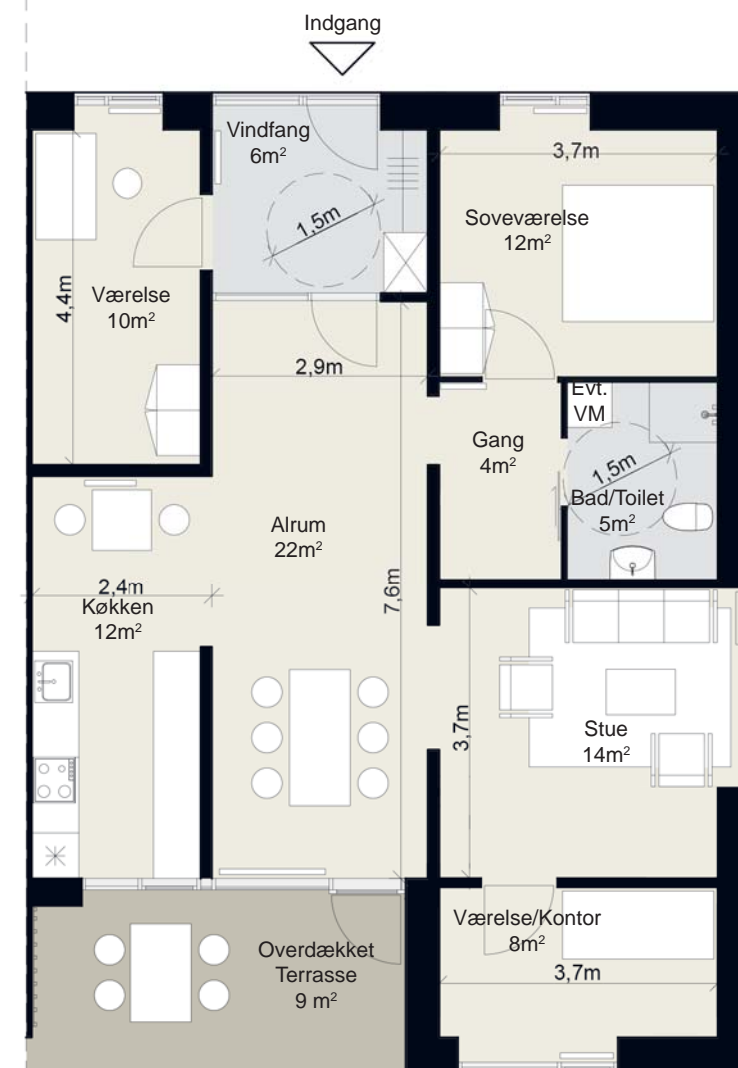 Indgang
Vindfang
6m²
3,7m
1,5m
Soveværelse
12m²
4,4m
Værelse
10m²
2,9m
Evt.
VM
Gang
4m²
1,5m
Bad/Toilet
5m²
Alrum
22m²
7,6m
2,4m
Køkken
12m²
3,7m
Stue
14m²
Værelse/Kontor
8m²
3,7m
Overdækket
Terrasse
9 m²